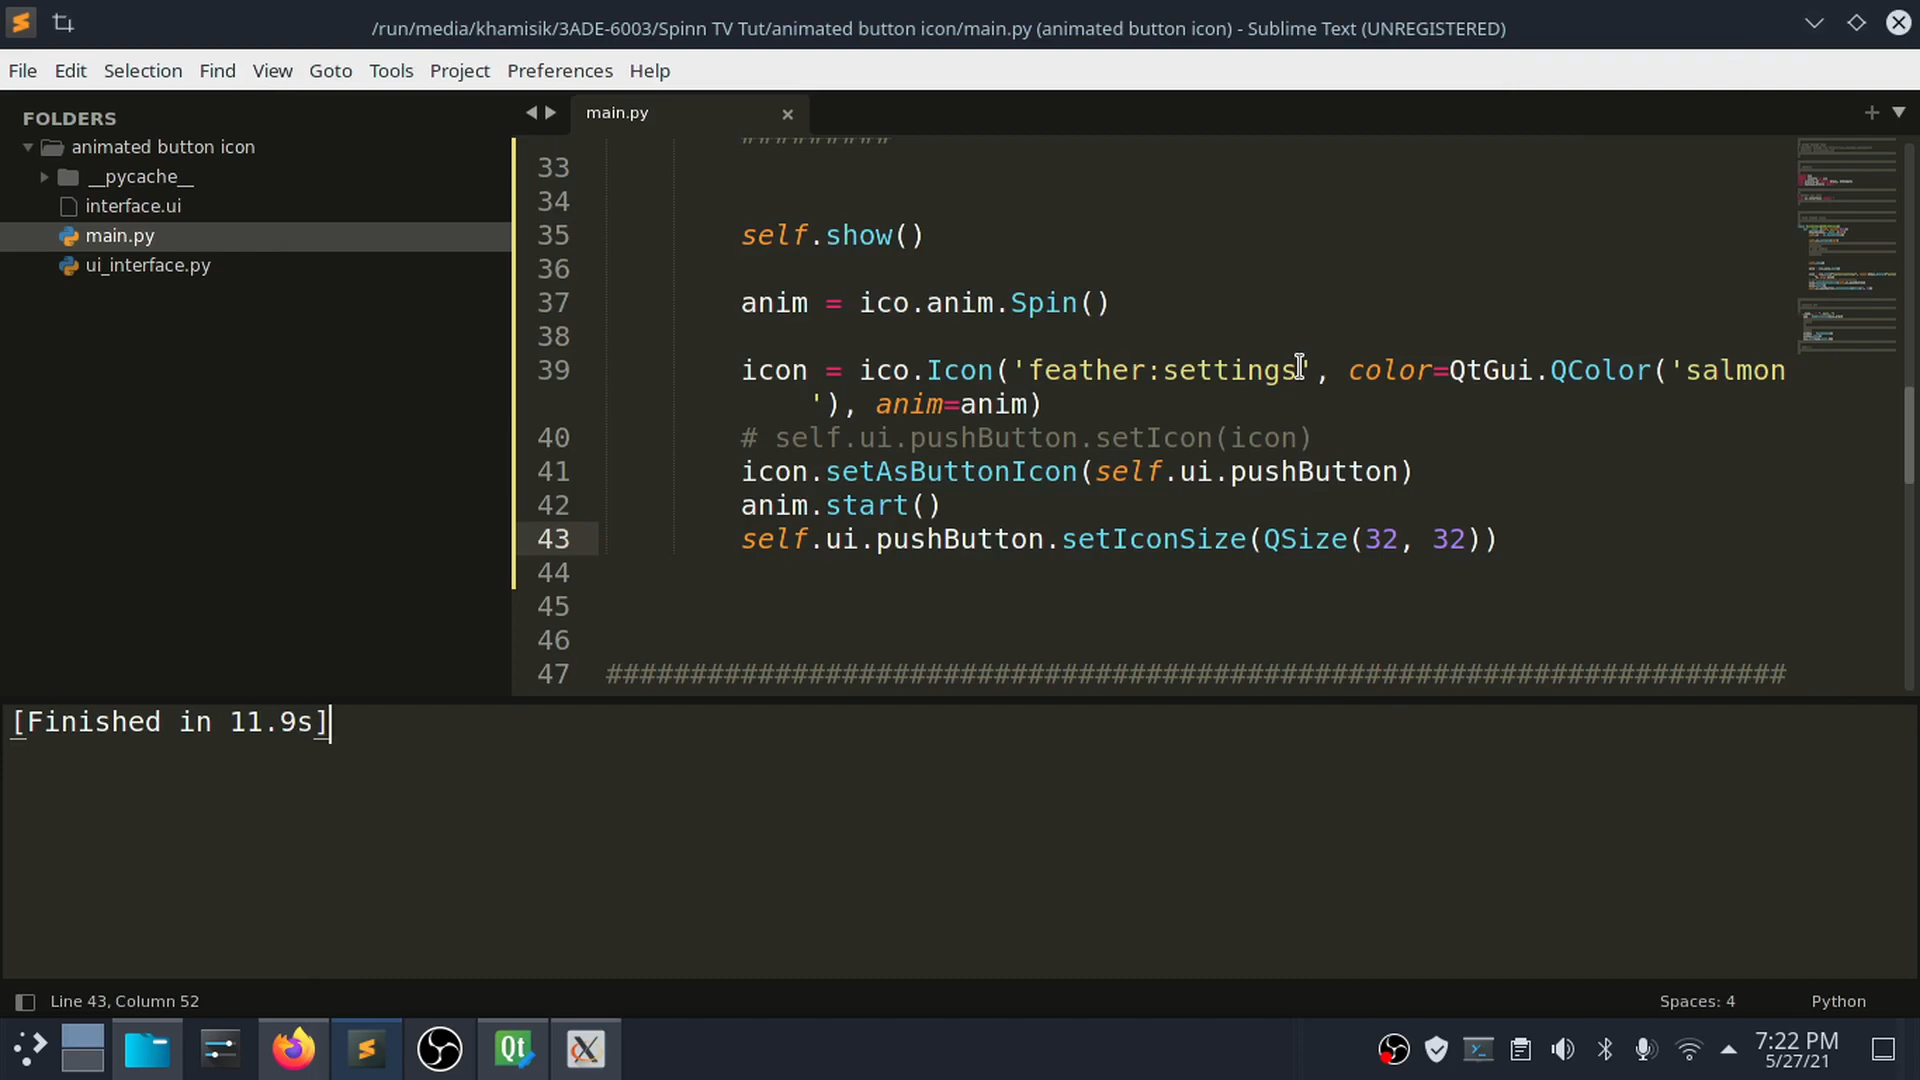 /run/media/khamisik/3ADE-6003/Spinn TV Tut/animated button icon/main.py (animated button icon) - Sublime Text (UNREGISTERED)
File Edit Selection Find View Goto Tools Project Preferences Help
FOLDERS
animated button icon
__pycache__
interface.ui
main.py
ui_interface.py
main.py
#########
33
34
35 self.show()
36
37 anim = ico.anim.Spin()
38
39 icon = ico.Icon('feather:settings', color=QtGui.QColor('salmon
'), anim=anim)
40 # self.ui.pushButton.setIcon(icon)
41 icon.setAsButtonIcon(self.ui.pushButton)
42 anim.start()
43 self.ui.pushButton.setIconSize(QSize(32, 32))
44
45
46
47 ######################################################################
[Finished in 11.9s]
Line 43, Column 52
Spaces: 4
Python
Qt
7:22 PM
5/27/21